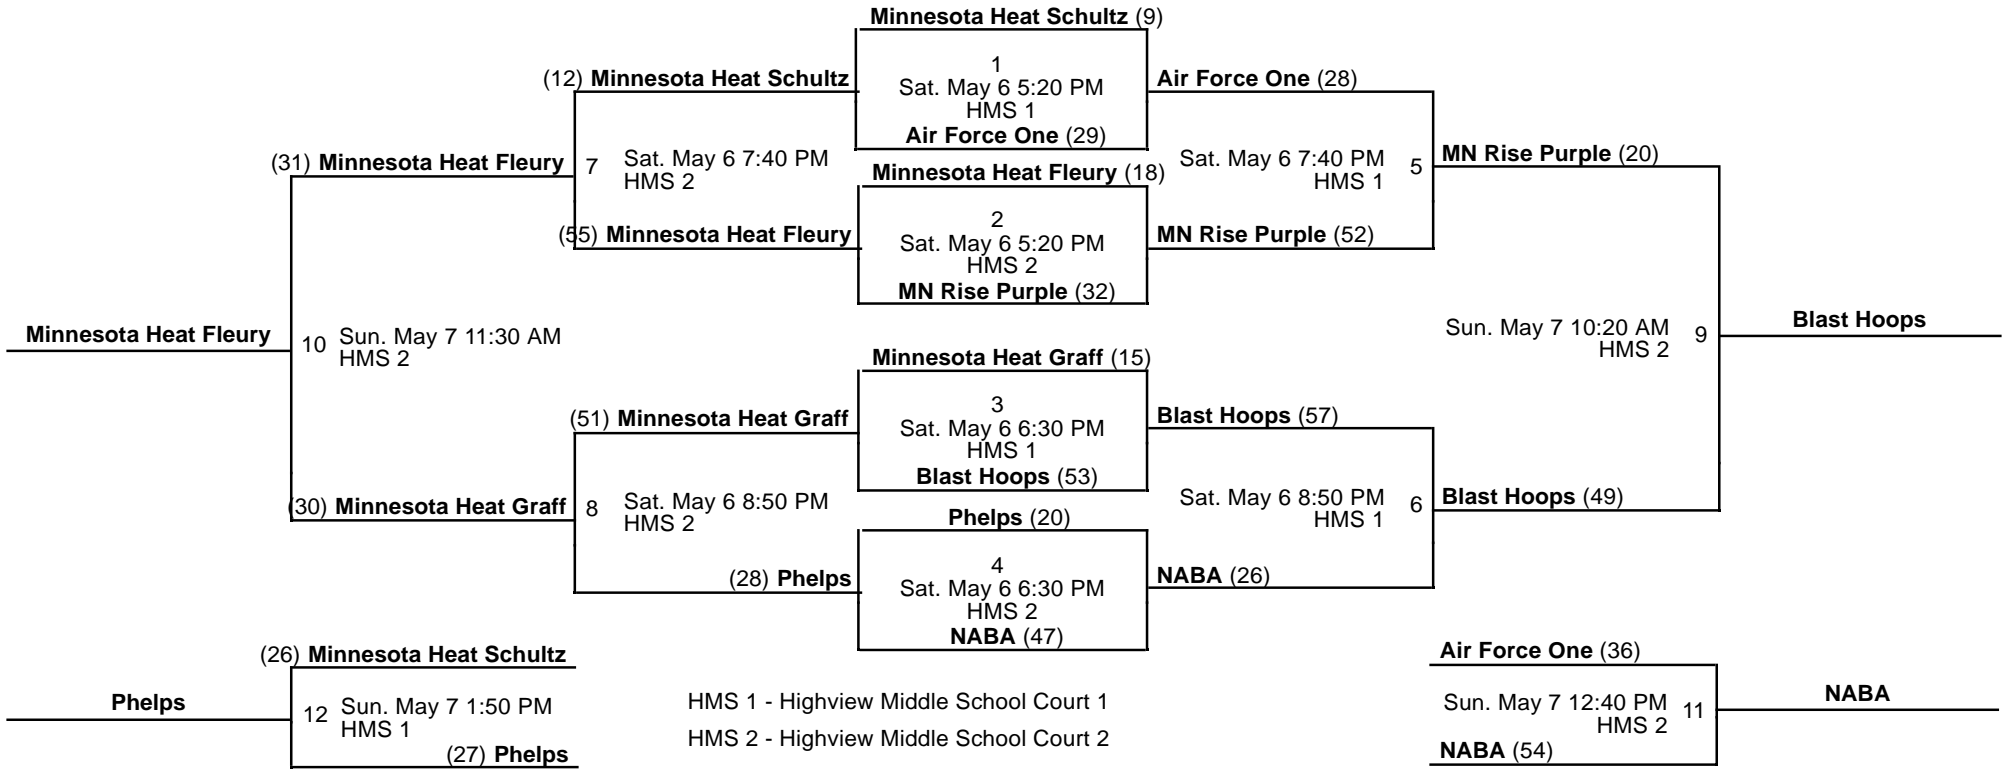 Minnesota Heat Schultz (9)
1
Sat. May 6 5:20 PM
HMS 1
Air Force One (29)
(12) Minnesota Heat Schultz
Air Force One (28)
(31) Minnesota Heat Fleury
7 Sat. May 6 7:40 PM
HMS 2
Sat. May 6 7:40 PM 5
HMS 1
MN Rise Purple (20)
Minnesota Heat Fleury (18)
2
Sat. May 6 5:20 PM
HMS 2
MN Rise Purple (32)
(55) Minnesota Heat Fleury
MN Rise Purple (52)
Minnesota Heat Fleury
10 Sun. May 7 11:30 AM
HMS 2
Sun. May 7 10:20 AM 9
HMS 2
Blast Hoops
Minnesota Heat Graff (15)
3
Sat. May 6 6:30 PM
HMS 1
Blast Hoops (53)
(51) Minnesota Heat Graff
Blast Hoops (57)
(30) Minnesota Heat Graff
8 Sat. May 6 8:50 PM
HMS 2
Sat. May 6 8:50 PM 6
HMS 1
Blast Hoops (49)
Phelps (20)
4
Sat. May 6 6:30 PM
HMS 2
NABA (47)
(28) Phelps
NABA (26)
(26) Minnesota Heat Schultz
Phelps
12 Sun. May 7 1:50 PM
HMS 1
(27) Phelps
HMS 1 - Highview Middle School Court 1
HMS 2 - Highview Middle School Court 2
Air Force One (36)
Sun. May 7 12:40 PM 11
HMS 2
NABA (54)
NABA